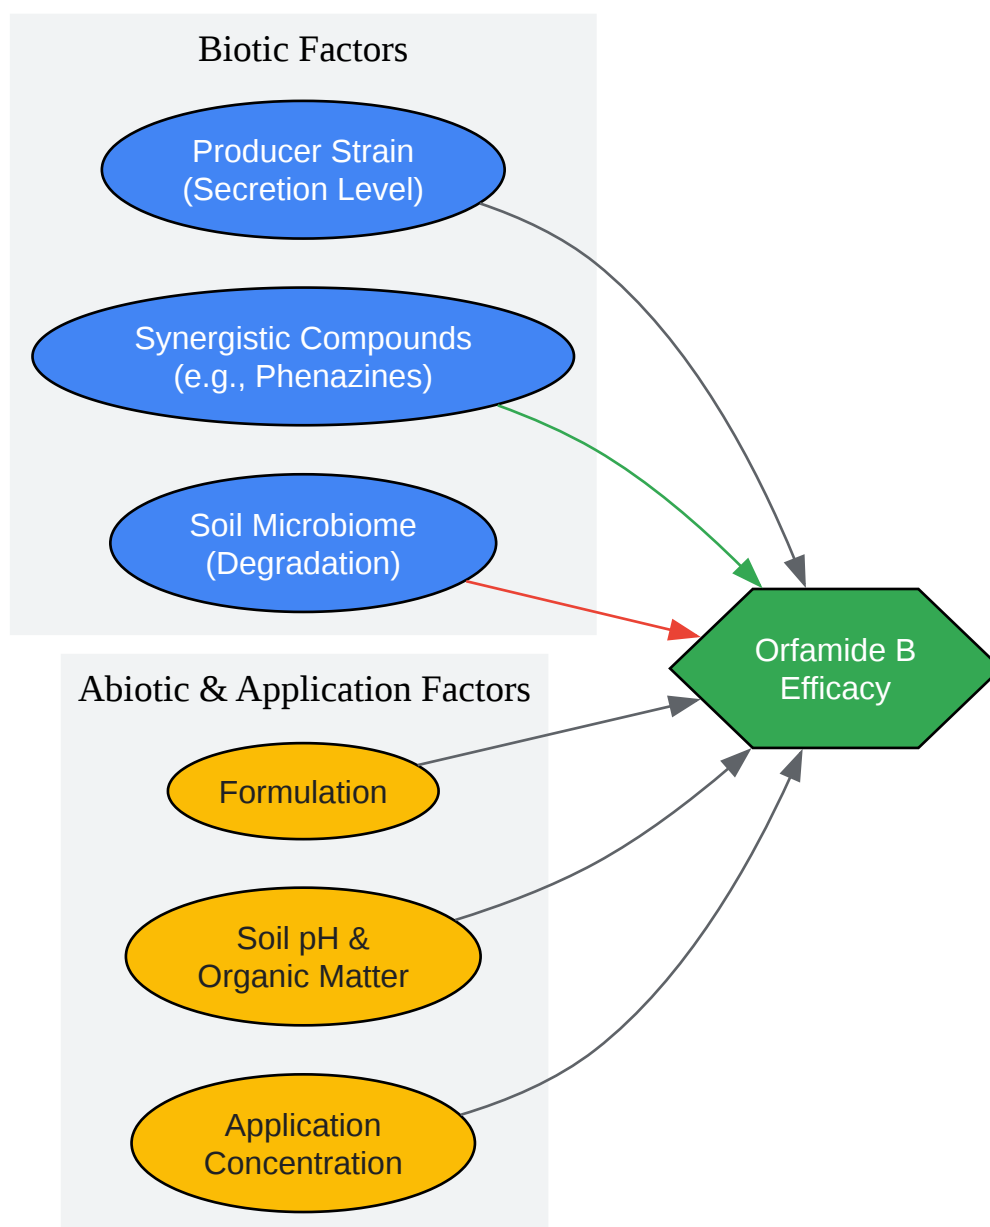 Biotic Factors
Producer Strain
(Secretion Level)
Synergistic Compounds
(e.g., Phenazines)
Soil Microbiome
(Degradation)
Orfamide B
Efficacy
Abiotic & Application Factors
Formulation
Soil pH &
Organic Matter
Application
Concentration